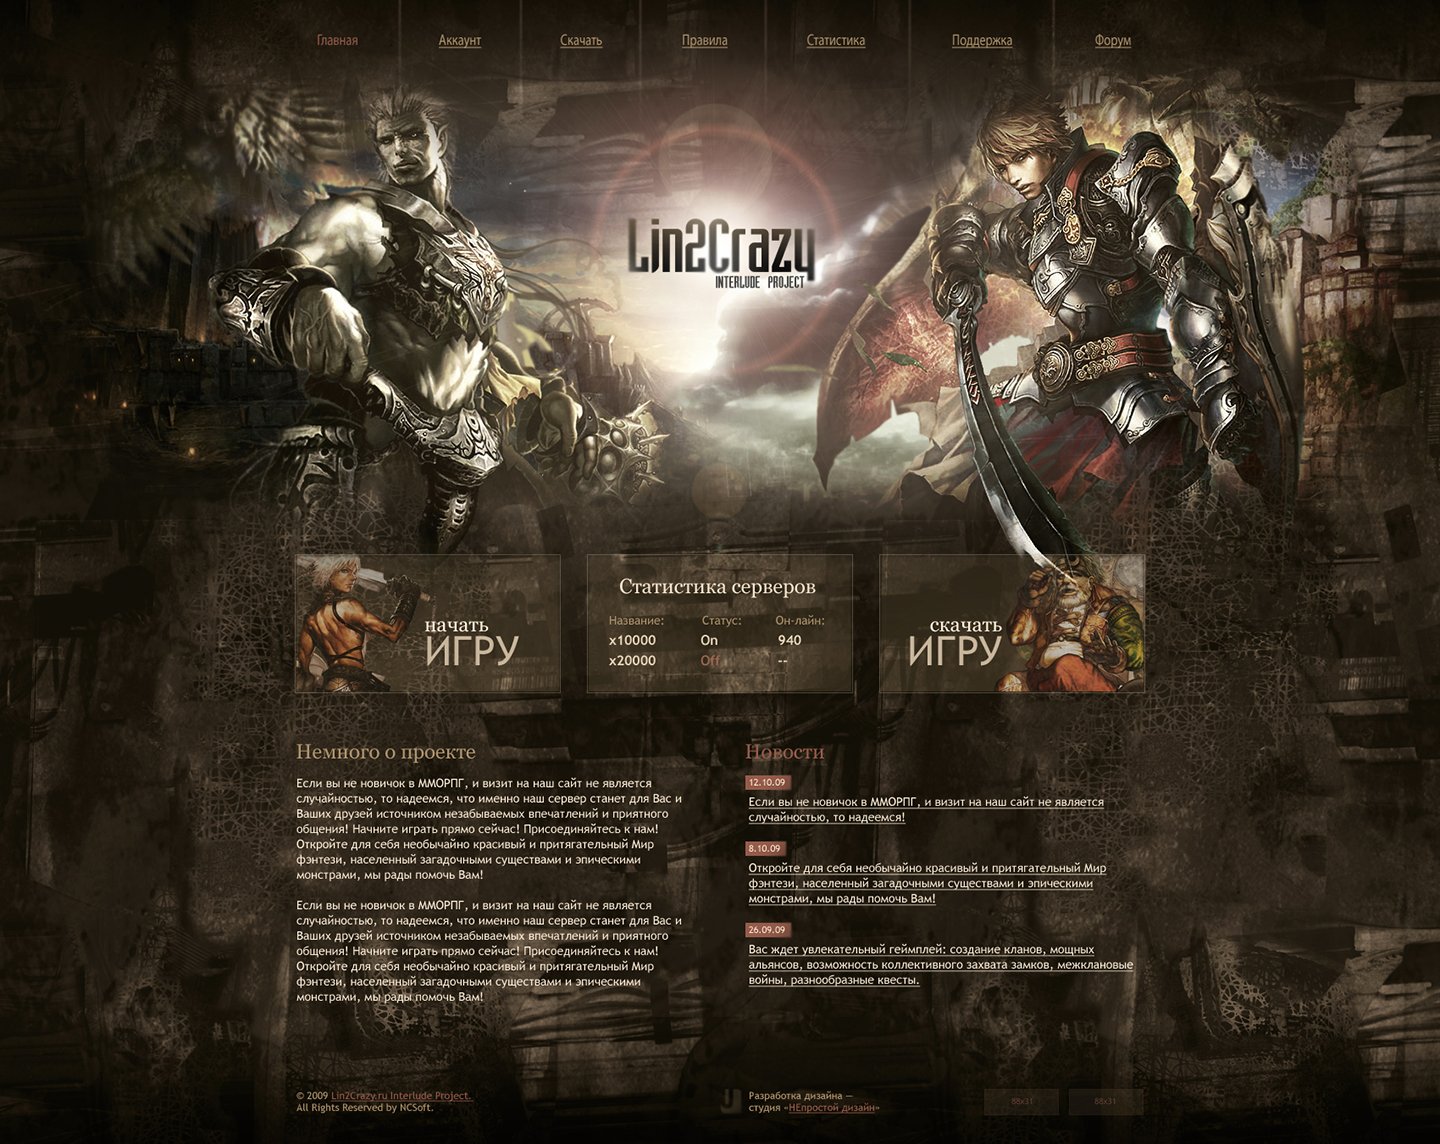 Главная
Аккаунт
Скачать
Правила
Статистика
Поддержка
Форум
Lin2Crazy
INTERLUDE PROJECT
начать
ИГРУ
Статистика серверов
Название: Статус: Он-лайн:
x10000 On 940
x20000 Off --
скачать
ИГРУ
Немного о проекте
Если вы не новичок в ММОРПГ, и визит на наш сайт не является
случайностью, то надеемся, что именно наш сервер станет для Вас и
Ваших друзей источником незабываемых впечатлений и приятного
общения! Начните играть прямо сейчас! Присоединяйтесь к нам!
Откройте для себя необычайно красивый и притягательный Мир
фэнтези, населенный загадочными существами и эпическими
монстрами, мы рады помочь Вам!
Если вы не новичок в ММОРПГ, и визит на наш сайт не является
случайностью, то надеемся, что именно наш сервер станет для Вас и
Ваших друзей источником незабываемых впечатлений и приятного
общения! Начните играть прямо сейчас! Присоединяйтесь к нам!
Откройте для себя необычайно красивый и притягательный Мир
фэнтези, населенный загадочными существами и эпическими
монстрами, мы рады помочь Вам!
Новости
12.10.09
Если вы не новичок в ММОРПГ, и визит на наш сайт не является
случайностью, то надеемся!
8.10.09
Откройте для себя необычайно красивый и притягательный Мир
фэнтези, населенный загадочными существами и эпическими
монстрами, мы рады помочь Вам!
26.09.09
Вас ждет увлекательный геймплей: создание кланов, мощных
альянсов, возможность коллективного захвата замков, межклановые
войны, разнообразные квесты.
© 2009 Lin2Crazy.ru Interlude Project.
All Rights Reserved by NCSoft.
Разработка дизайна —
студия «НЕпростой дизайн»
88x31
88x31